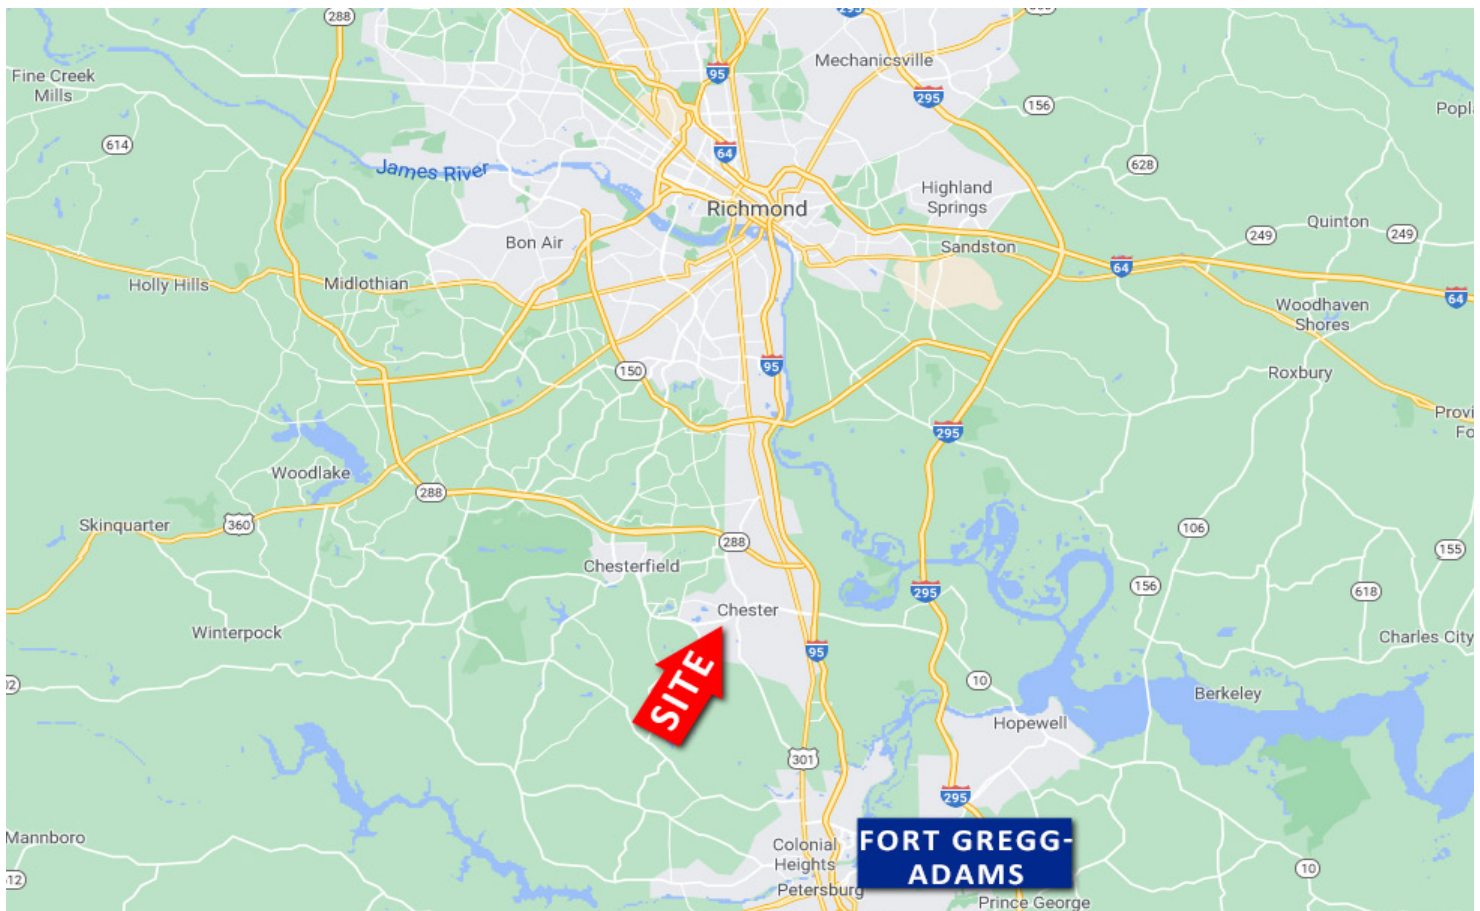 288
295
Mechanicsville
Fine Creek
Mills
95
295
156
614
64
628
James River
Highland
Springs
Richmond
Quinton
249
249
Bon Air
Sandston
64
Holly Hills
Midlothian
64
Woodhaven
Shores
95
150
Roxbury
295
Woodlake
288
Skinquarter
360
106
288
155
Chesterfield
295
156
618
Chester
Winterpock
Charles City
95
SITE
10
Berkeley
Hopewell
301
295
Mannboro
FORT GREGG-
ADAMS
Colonial
Heights
10
Petersburg
Prince George